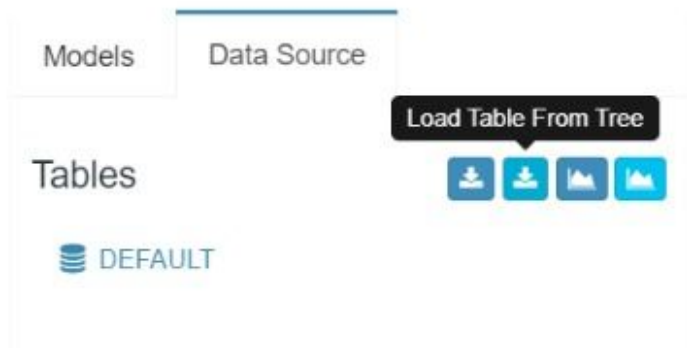 Models
Data Source
Load Table From Tree
Tables
DEFAULT